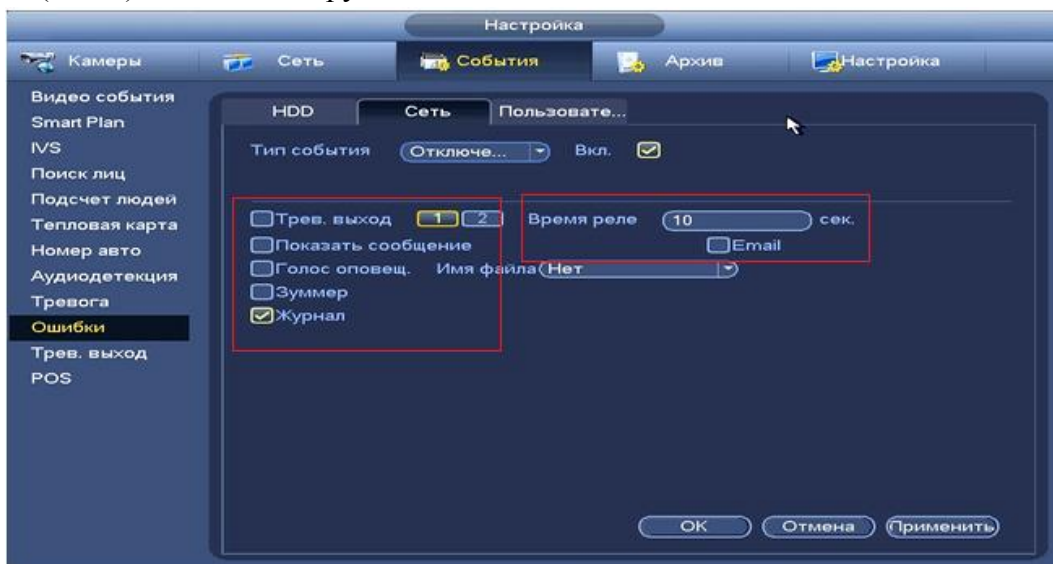 Настройка
Камеры Сеть События Архив Настройка
Видео события
Smart Plan
IVS
Поиск лиц
Подсчет людей
Тепловая карта
Номер авто
Аудиодетекция
Тревога
Ошибки
Трев. выход
POS
HDD Сеть Пользовате...
Тип события Отключе... Вкл.
Трев. выход 1 2 Время реле 10 сек.
Показать сообщение Email
Голос оповещ. Имя файла Нет
Зуммер
Журнал
OK Отмена Применить